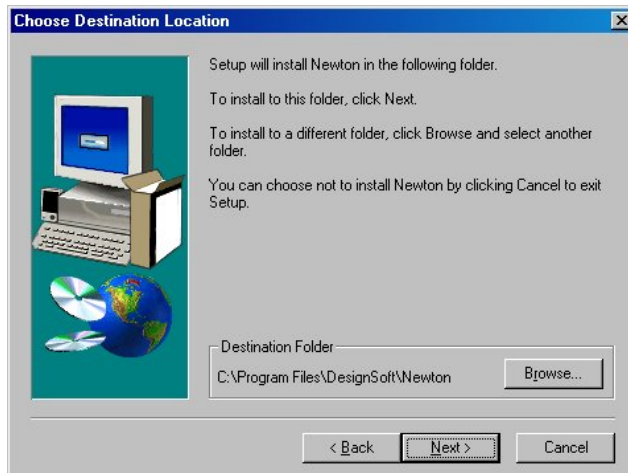 Choose Destination Location
Setup will install Newton in the following folder.
To install to this folder, click Next.
To install to a different folder, click Browse and select another
folder.
You can choose not to install Newton by clicking Cancel to exit
Setup.
Destination Folder
C:\Program Files\DesignSoft\Newton
Browse...
< Back
Next >
Cancel